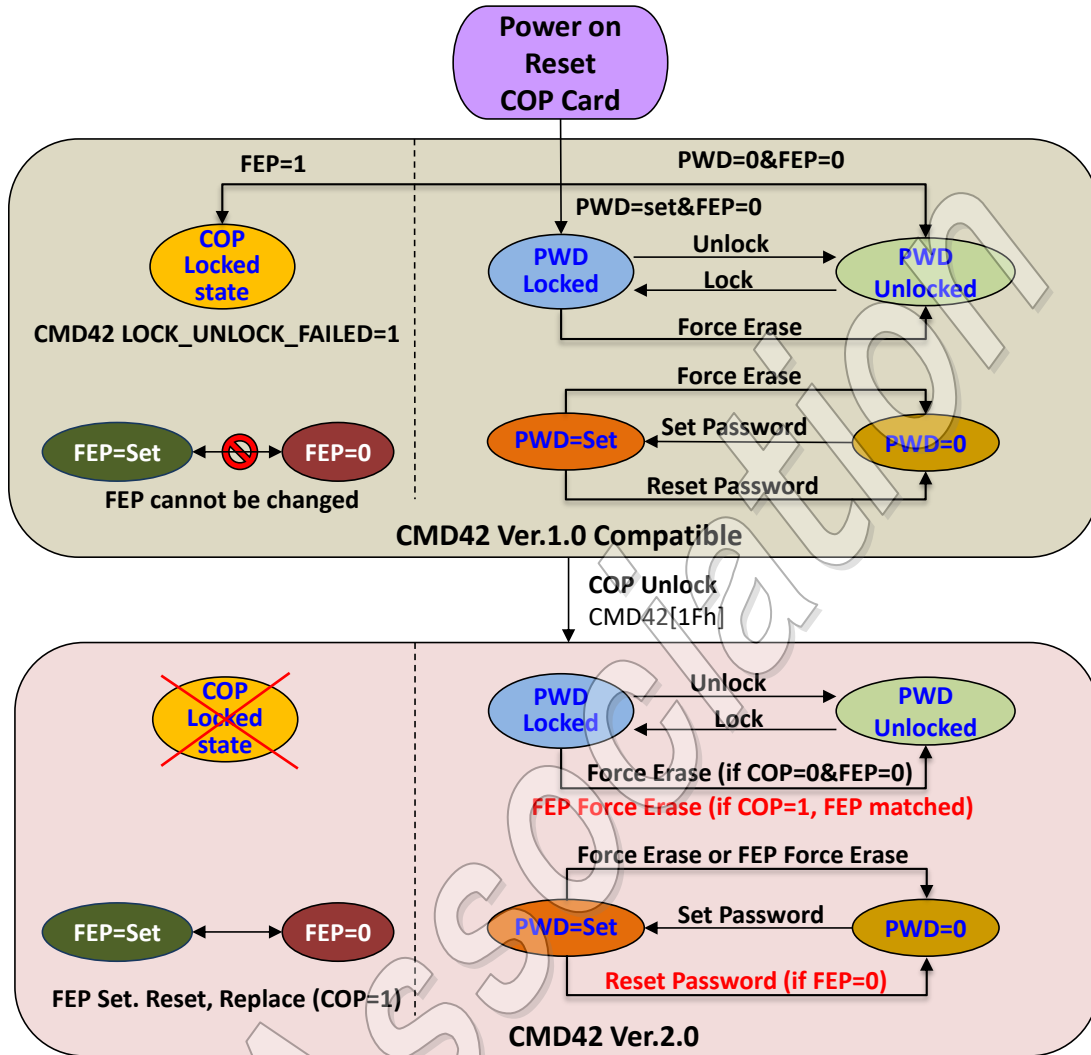 Power on
Reset
COP Card
FEP=1
PWD=0&FEP=0
PWD=set&FEP=0
COP
Locked
state
PWD
Locked
Unlock
Lock
PWD
Unlocked
CMD42 LOCK_UNLOCK_FAILED=1
Force Erase
Force Erase
FEP=Set
FEP=0
PWD=Set
Set Password
PWD=0
FEP cannot be changed
Reset Password
CMD42 Ver.1.0 Compatible
COP Unlock
CMD42[1Fh]
COP
Locked
state
PWD
Locked
Unlock
Lock
PWD
Unlocked
Force Erase (if COP=0&FEP=0)
FEP Force Erase (if COP=1, FEP matched)
Force Erase or FEP Force Erase
FEP=Set
FEP=0
PWD=Set
Set Password
PWD=0
Reset Password (if FEP=0)
FEP Set. Reset, Replace (COP=1)
CMD42 Ver.2.0
Association